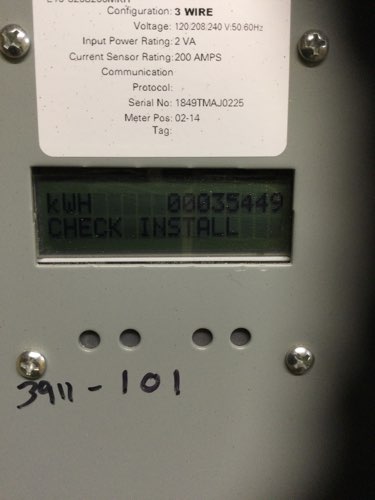 Configuration: 3 WIRE
Voltage: 120:208:240 V:50:60Hz
Input Power Rating: 2 VA
Current Sensor Rating: 200 AMPS
Communication
Protocol:
Serial No: 1849TMAJ0225
Meter Pos: 02-14
Tag:
kWH 00035449
CHECK INSTALL
3911-101